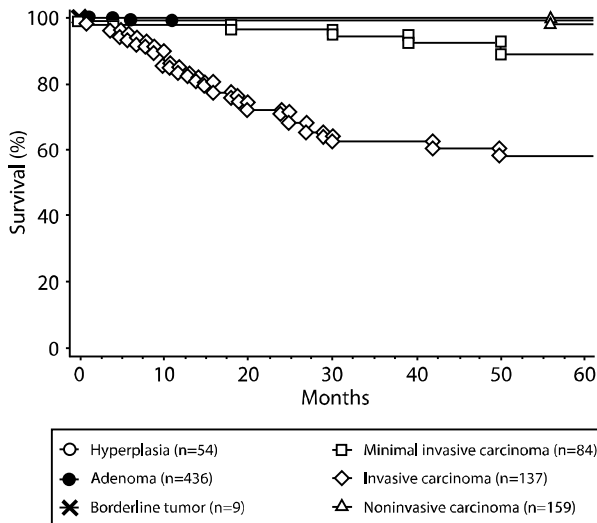 100
80
60
40
20
0
Survival (%)
0 10 20 30 40 50 60
Months
Hyperplasia (n=54)
Adenoma (n=436)
Borderline tumor (n=9)
Minimal invasive carcinoma (n=84)
Invasive carcinoma (n=137)
Noninvasive carcinoma (n=159)